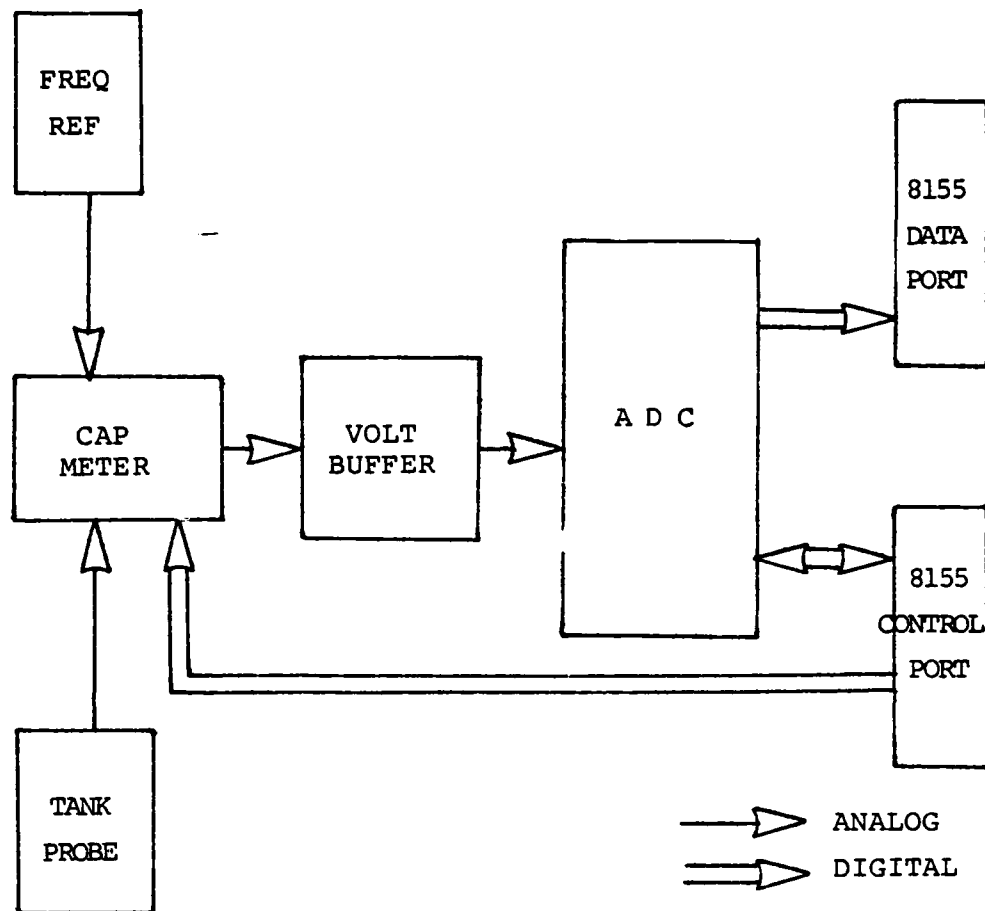 FREQ
REF
8155
DATA
PORT
CAP
METER
VOLT
BUFFER
A D C
8155
CONTROL
PORT
TANK
PROBE
ANALOG
DIGITAL